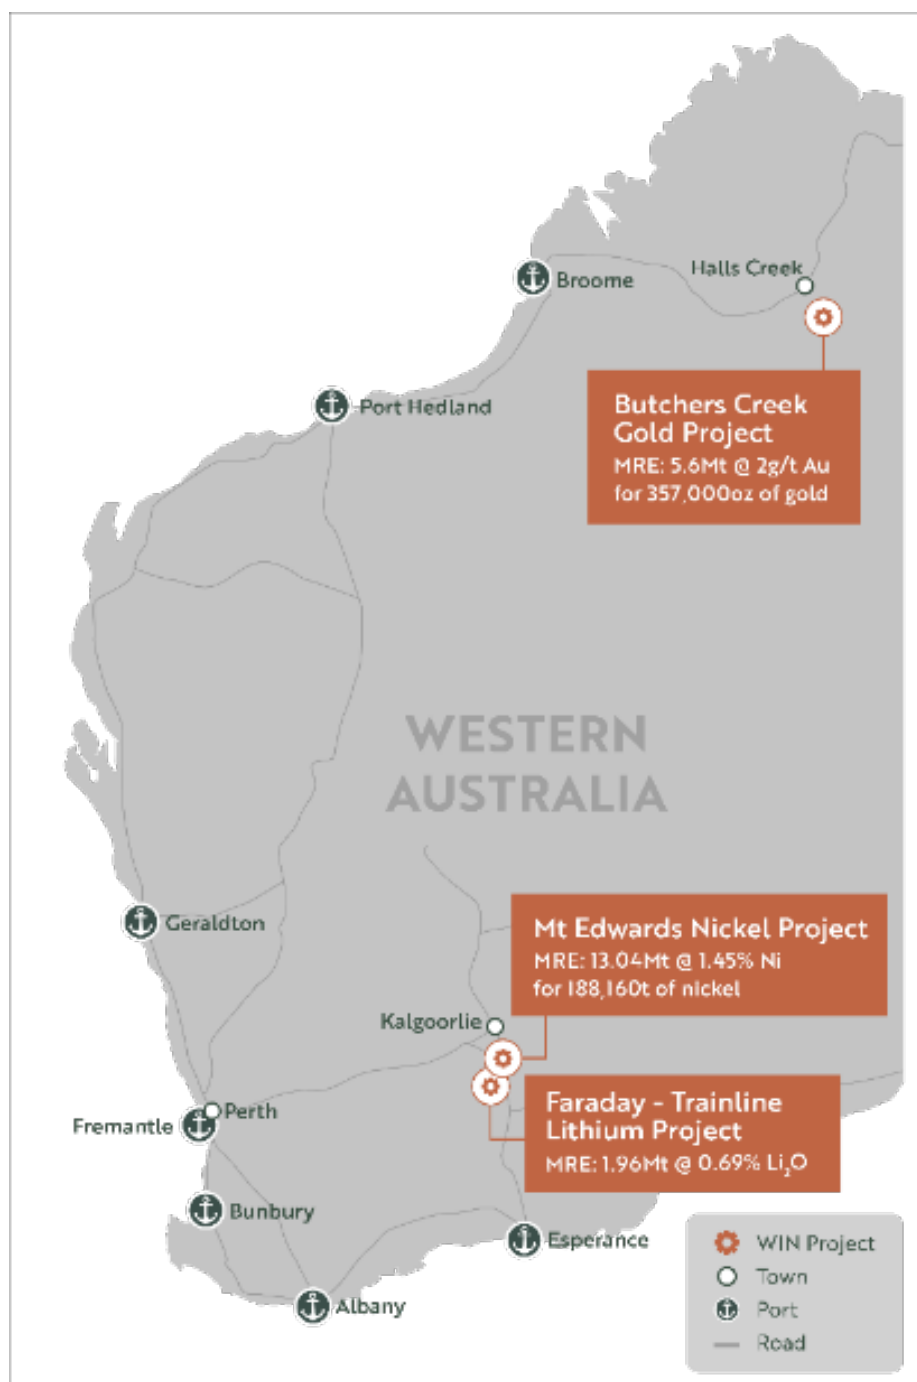 Halls Creek
Broome
Port Hedland
Butchers Creek
Gold Project
MRE: 5.6Mt @ 2g/t Au
for 357,000oz of gold
WESTERN
AUSTRALIA
Geraldton
Mt Edwards Nickel Project
MRE: 13.04Mt @ 1.45% Ni
for 188,160t of nickel
Kalgoorlie
Perth
Fremantle
Faraday - Trainline
Lithium Project
MRE: 1.96Mt @ 0.69% Li₂O
Bunbury
Esperance
Albany
WIN Project
Town
Port
Road